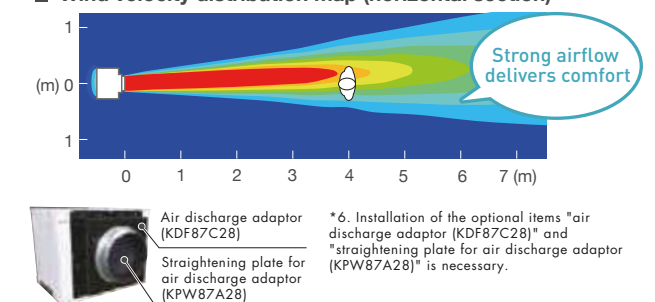 Wind velocity distribution map (horizontal section)
1
Strong airflow
delivers comfort
(m) 0
1
0 1 2 3 4 5 6 7 (m)
Air discharge adaptor
(KDF87C28)
Straightening plate for
air discharge adaptor
(KPW87A28)
*6. Installation of the optional items "air
discharge adaptor (KDF87C28)" and
"straightening plate for air discharge adaptor
(KPW87A28)" is necessary.